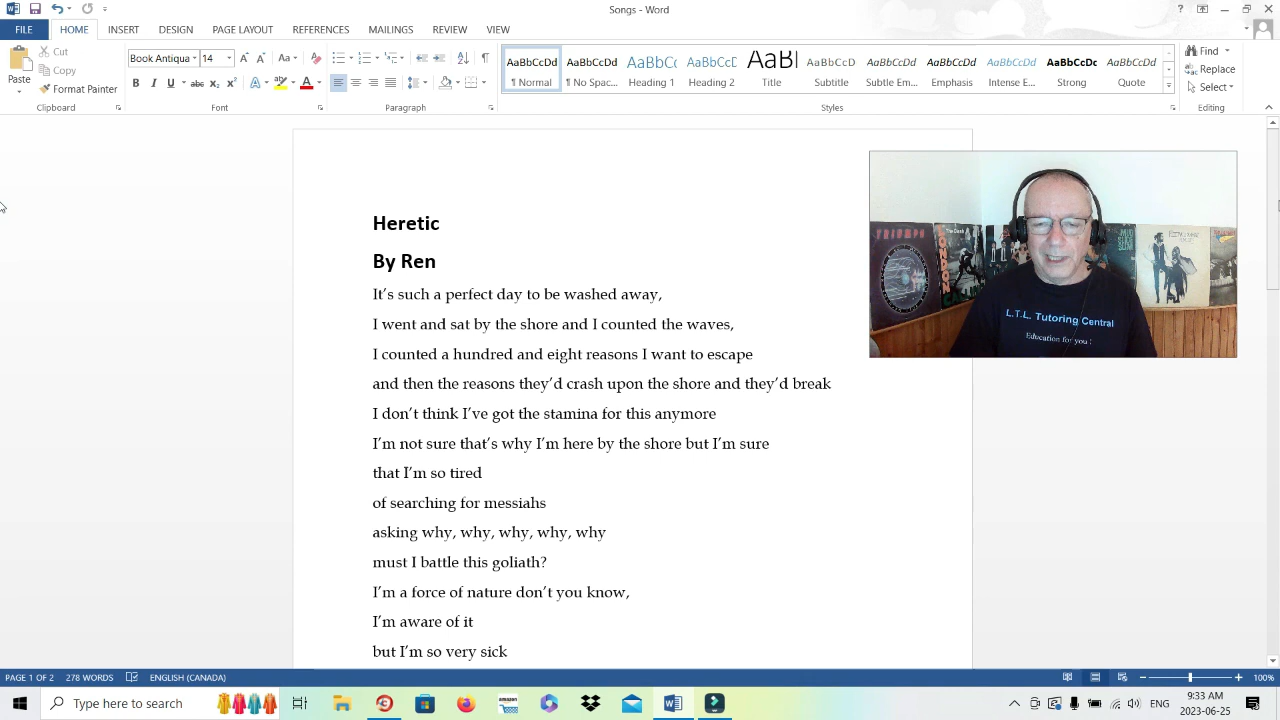 Songs - Word
FILE HOME INSERT DESIGN PAGE LAYOUT REFERENCES MAILINGS REVIEW VIEW
Paste
Cut
Copy
Format Painter
Clipboard
Book Antiqua 14
Font
Paragraph
AaBbCcDd AaBbCcDd AaBbC( AaBbCcD AaBl AaBbCcD AaBbCcDd AaBbCcDd AaBbCcDd AaBbCcDc AaBbCcDd
¶ Normal ¶ No Spac... Heading 1 Heading 2 Title Subtitle Subtle Em... Emphasis Intense E... Strong Quote
Styles
Find
Replace
Select
Editing
Heretic
By Ren
It's such a perfect day to be washed away,
I went and sat by the shore and I counted the waves,
I counted a hundred and eight reasons I want to escape
and then the reasons they'd crash upon the shore and they'd break
I don't think I've got the stamina for this anymore
I'm not sure that's why I'm here by the shore but I'm sure
that I'm so tired
of searching for messiahs
asking why, why, why, why, why
must I battle this goliath?
I'm a force of nature don't you know,
I'm aware of it
but I'm so very sick
TRIUMPH
The Clash
LONDON
FLEETWOOD MAC
L.T.L. Tutoring Central
Education for you !
PAGE 1 OF 2 278 WORDS ENGLISH (CANADA) 100%
Type here to search
amazon
ENG
9:33 AM
2023-06-25